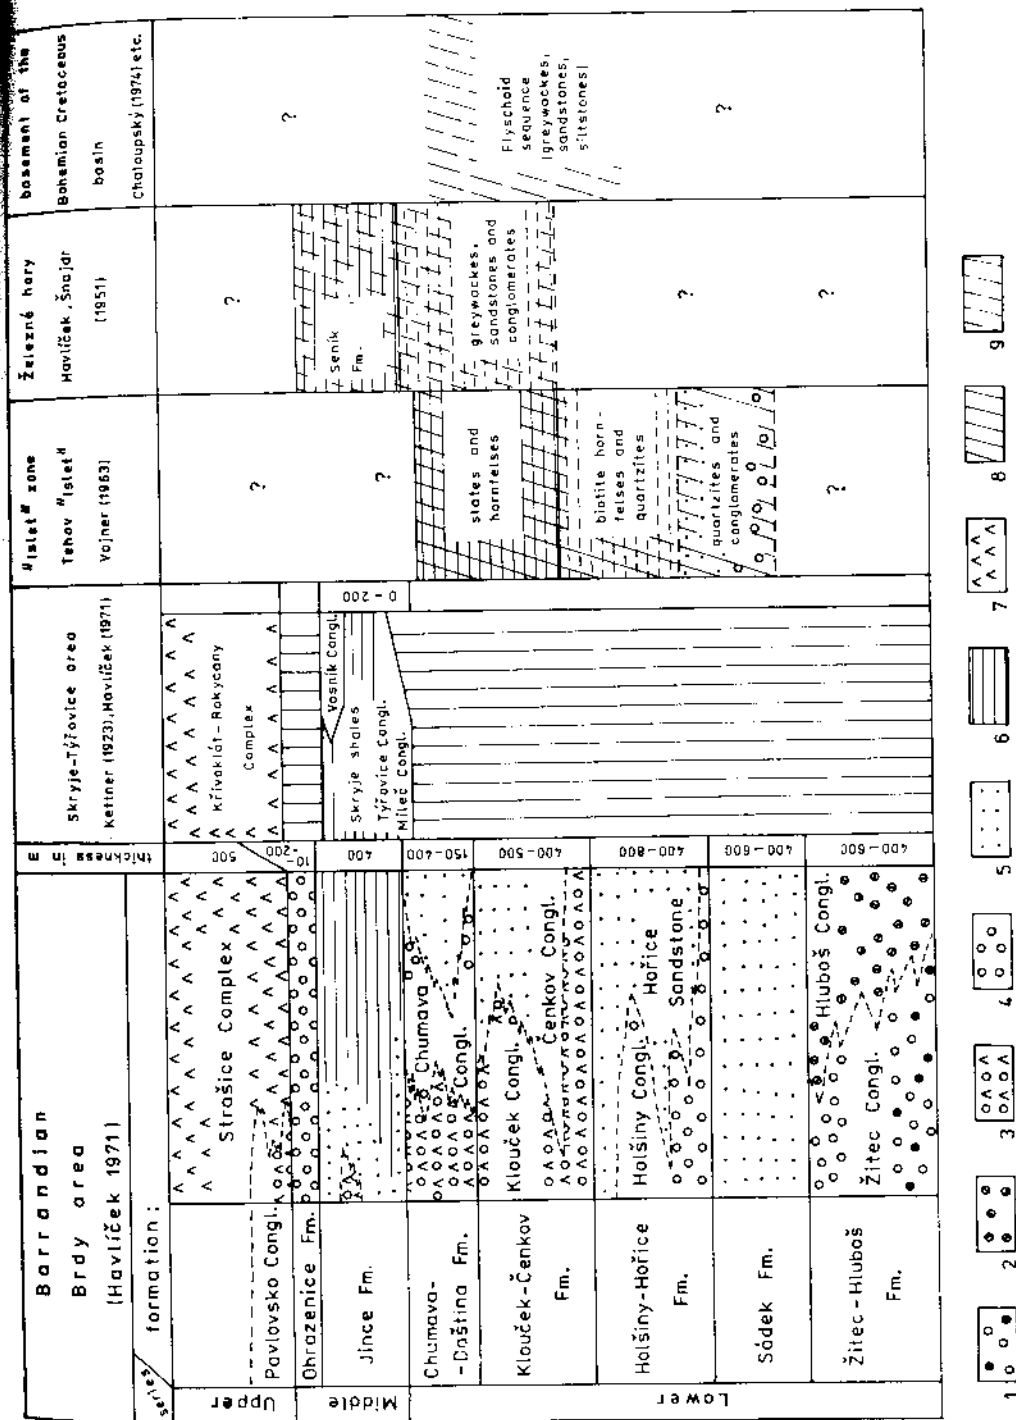 Barrandian
Brdy area
(Havlíček 1971)
series
formation:
thickness in m
Skryje-Týřovice area
Kettner (1923), Havlíček (1971)
"Islet" zone
Tehov "Islet"
Vajner (1963)
Železné hory
Havlíček, Šnajdr
(1951)
basement of the
Bohemian Cretaceous
basin
Chaloupský (1974) etc.
Upper
Pavlovsko Congl.
Strašice Complex
500
Křivoklát-Rokycany
Complex
?
?
?
Ohrazenice Fm.
10-
-200
Middle
Jince Fm.
400
Vosník Congl.
Skryje shales
Týřovice Congl.
Mileč Congl.
0-200
?
Seník
Fm.
Lower
Chumava-
-Baština Fm.
Chumava
Congl.
150-400
slates and
hornfelses
greywackes,
sandstones and
conglomerates
Flyschoid
sequence
(greywackes,
sandstones,
siltstones)
Klouček-Čenkov
Fm.
Klouček Congl.
Čenkov Congl.
400-500
biotite horn-
felses and
quartzites
Holšiny-Hořice
Fm.
Holšiny Congl.
Hořice
Sandstone
400-800
quartzites and
conglomerates
?
?
Sádek Fm.
400-600
Žitec-Hluboš
Fm.
Žitec Congl.
Hluboš Congl.
400-600
?
?
1
2
3
4
5
6
7
8
9